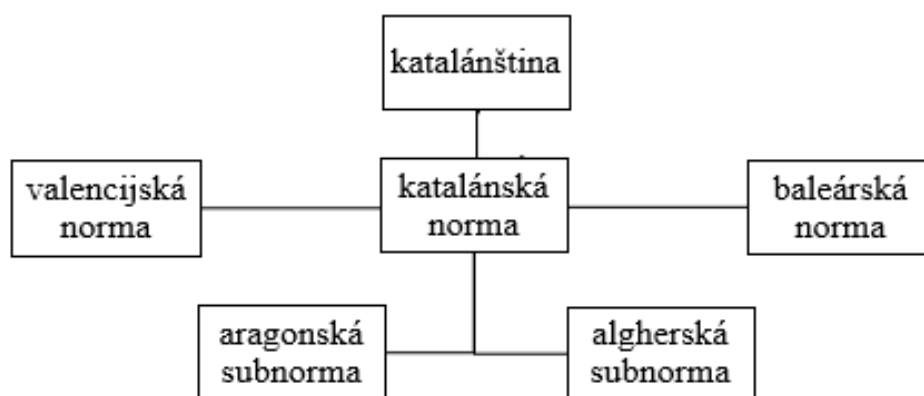 katalánština
valencijská
norma
katalánská
norma
baleárská
norma
aragonská
subnorma
algherská
subnorma